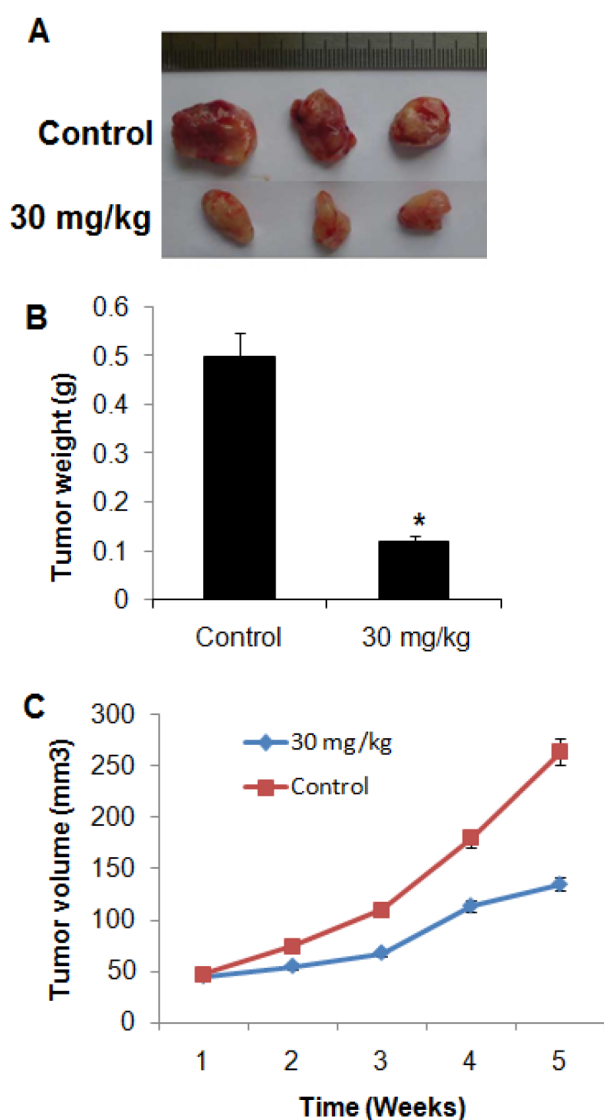 A
Control
30 mg/kg
B
Tumor weight (g)
0.6
0.5
0.4
0.3
0.2
0.1
0
*
Control 30 mg/kg
C
Tumor volume (mm3)
300
250
200
150
100
50
0
30 mg/kg
Control
1 2 3 4 5
Time (Weeks)